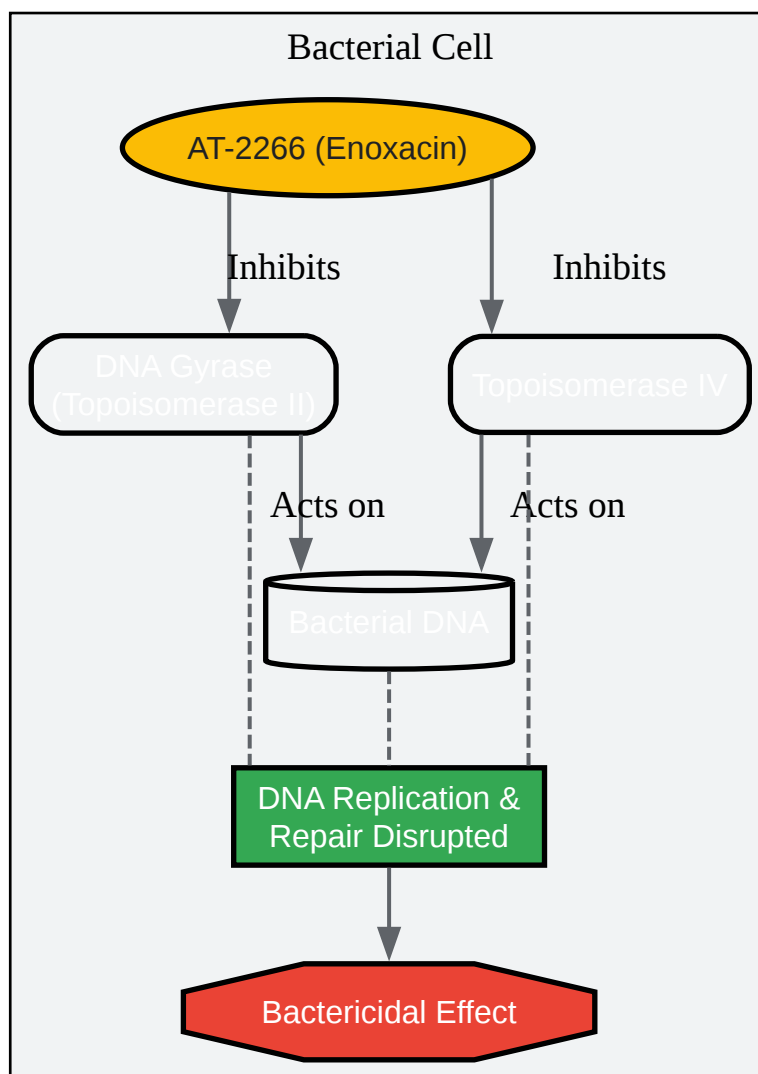 Bacterial Cell
AT-2266 (Enoxacin)
Inhibits
Inhibits
DNA Gyrase
(Topoisomerase II)
Topoisomerase IV
Acts on
Acts on
Bacterial DNA
DNA Replication &
Repair Disrupted
Bactericidal Effect